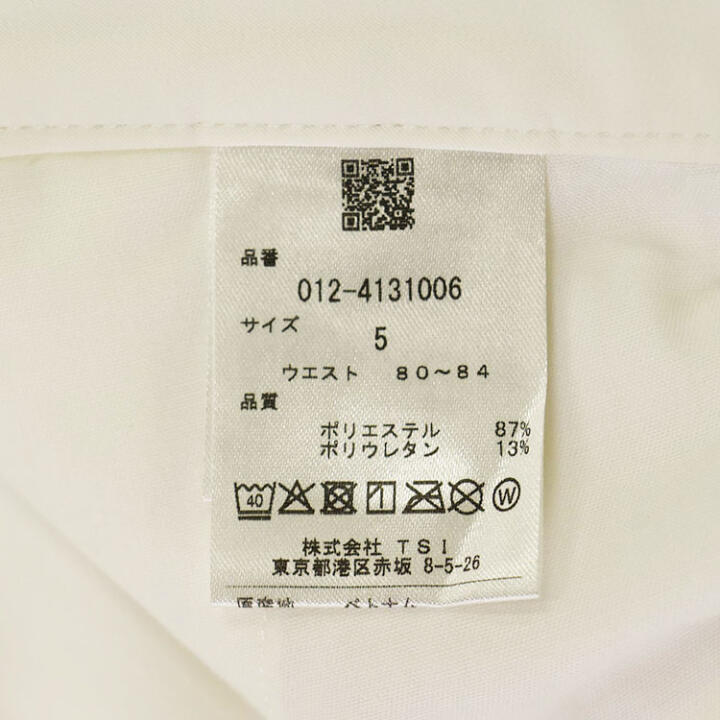 品番
012-4131006
サイズ
5
ウエスト 80～84
品質
ポリエステル 87%
ポリウレタン 13%
40 W
株式会社 TSI
東京都港区赤坂 8-5-26